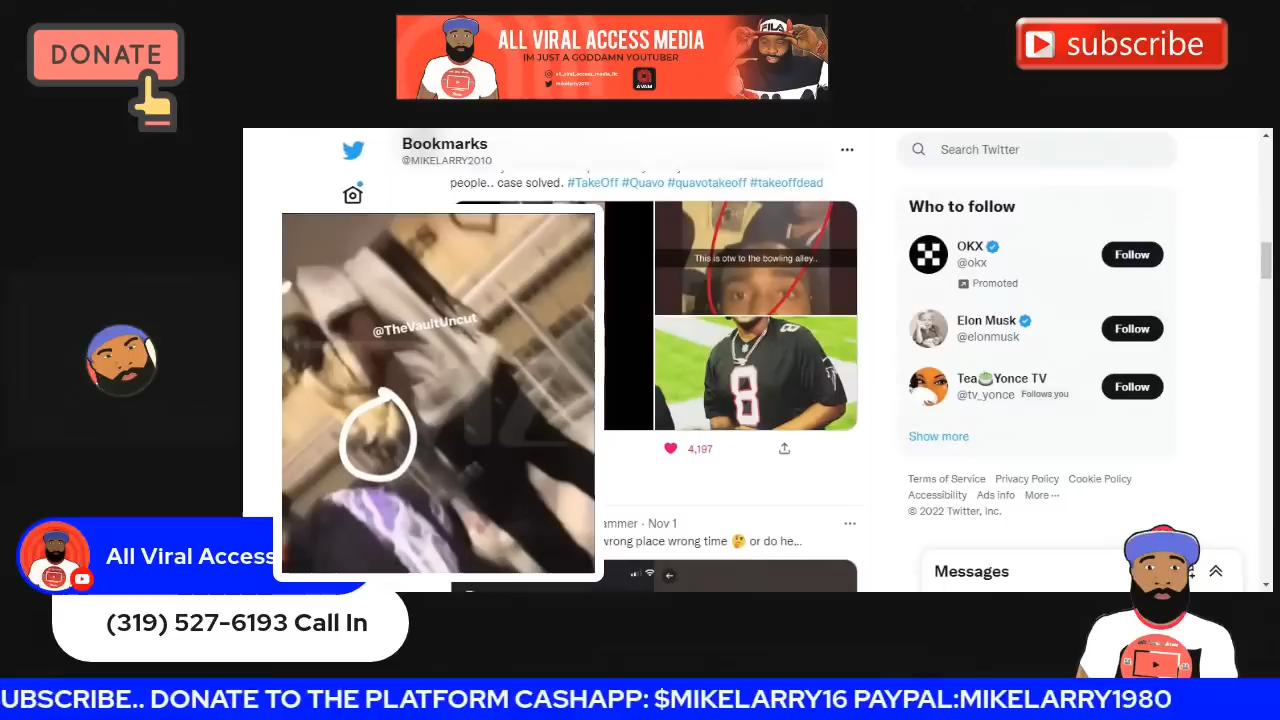 DONATE
ALL VIRAL ACCESS MEDIA
IM JUST A GODDAMN YOUTUBER
all_viral_access_media_llc
mikelarry2010
AVAM
FILA
subscribe
Bookmarks
@MIKELARRY2010
people.. case solved. #TakeOff #Quavo #quavotakeoff #takeoffdead
@TheVaultUncut
This is otw to the bowling alley..
8
4,197
ammer · Nov 1
wrong place wrong time 🤔 or do he...
Search Twitter
Who to follow
OKX
@okx
Promoted
Follow
Elon Musk
@elonmusk
Follow
Tea🍵Yonce TV
@tv_yonce Follows you
Follow
Show more
Terms of Service Privacy Policy Cookie Policy
Accessibility Ads info More ···
© 2022 Twitter, Inc.
Messages
All Viral Access
(319) 527-6193 Call In
UBSCRIBE.. DONATE TO THE PLATFORM CASHAPP: $MIKELARRY16 PAYPAL:MIKELARRY1980